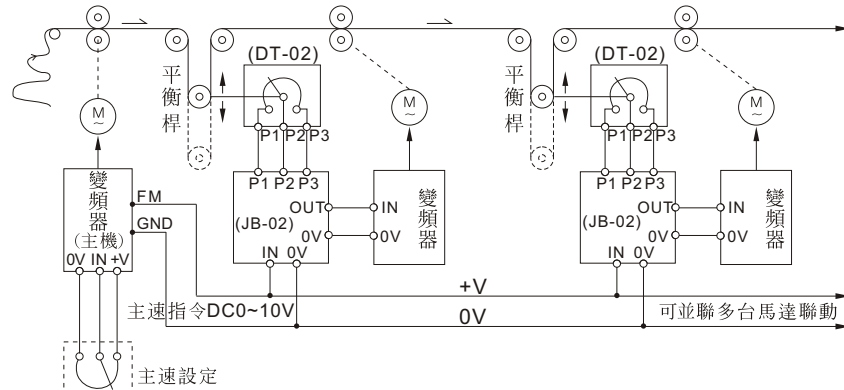 (DT-02)
(DT-02)
平衡桿
平衡桿
M
~
M
~
M
~
P1 P2 P3
P1 P2 P3
P1 P2 P3
P1 P2 P3
變頻器
(主機)
FM
GND
0V IN +V
OUT
(JB-02)
0V
IN 0V
IN
0V
變頻器
OUT
(JB-02)
0V
IN 0V
IN
0V
變頻器
+V
主速指令DC0~10V
0V
可並聯多台馬達聯動
主速設定